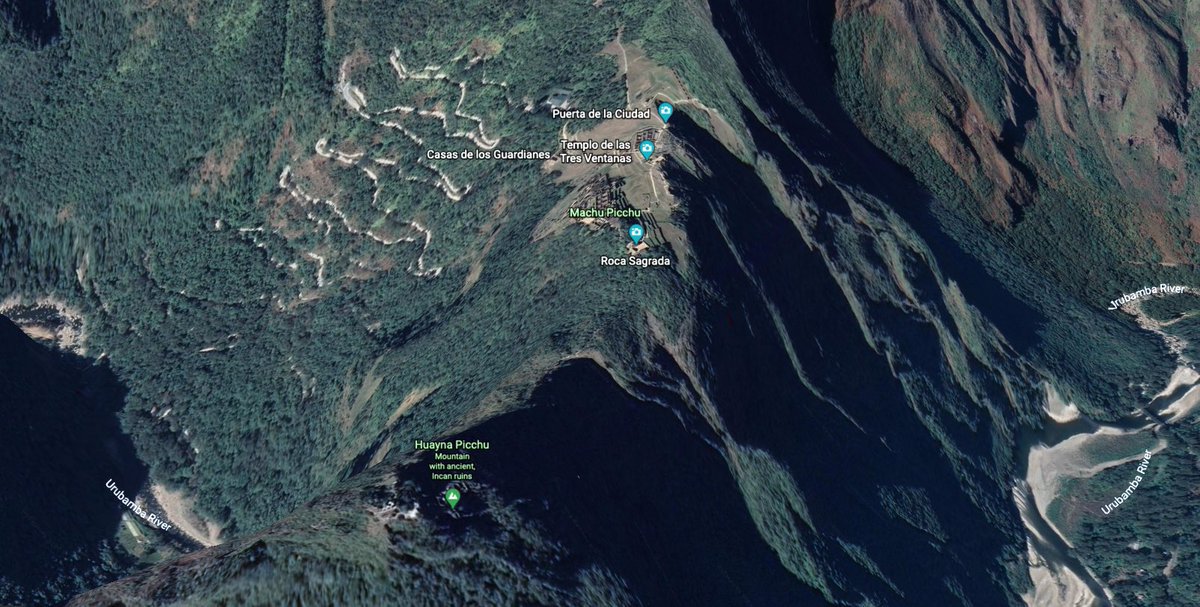 Puerta de la Ciudad
Templo de las
Tres Ventanas
Casas de los Guardianes
Machu Picchu
Roca Sagrada
Urubamba River
Huayna Picchu
Mountain
with ancient,
Incan ruins
Urubamba River
Urubamba River